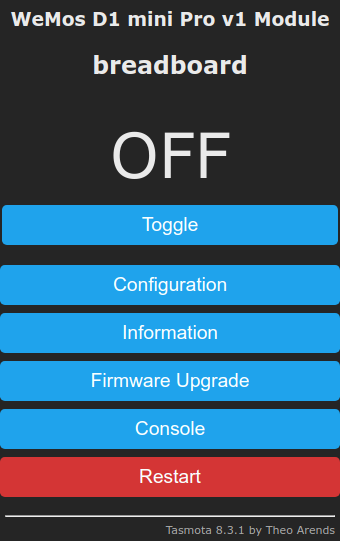 WeMos D1 mini Pro v1 Module
breadboard
OFF
Toggle
Configuration
Information
Firmware Upgrade
Console
Restart
Tasmota 8.3.1 by Theo Arends